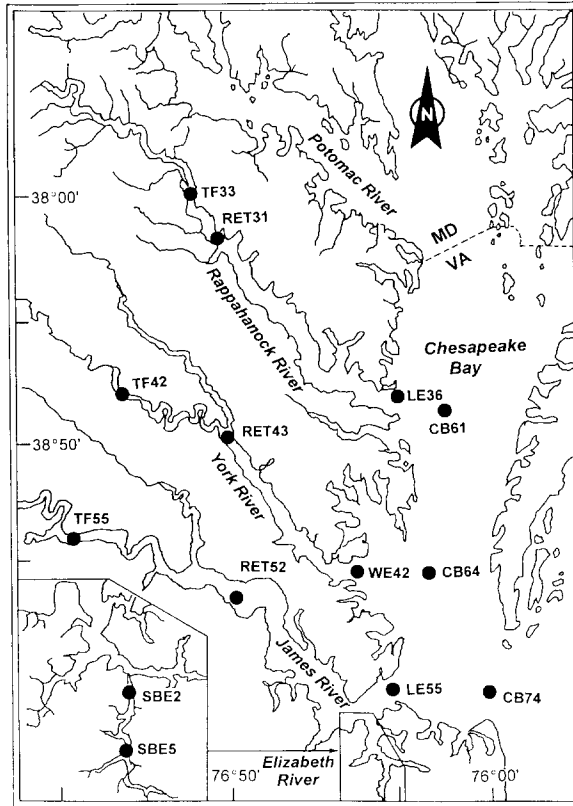 N
Potomac River
TF33
38°00'
RET31
MD
VA
Rappahanock River
Chesapeake
Bay
TF42
LE36
CB61
RET43
38°50'
York River
TF55
WE42
CB64
RET52
James River
SBE2
LE55
CB74
SBE5
Elizabeth
River
76°50'
76°00'